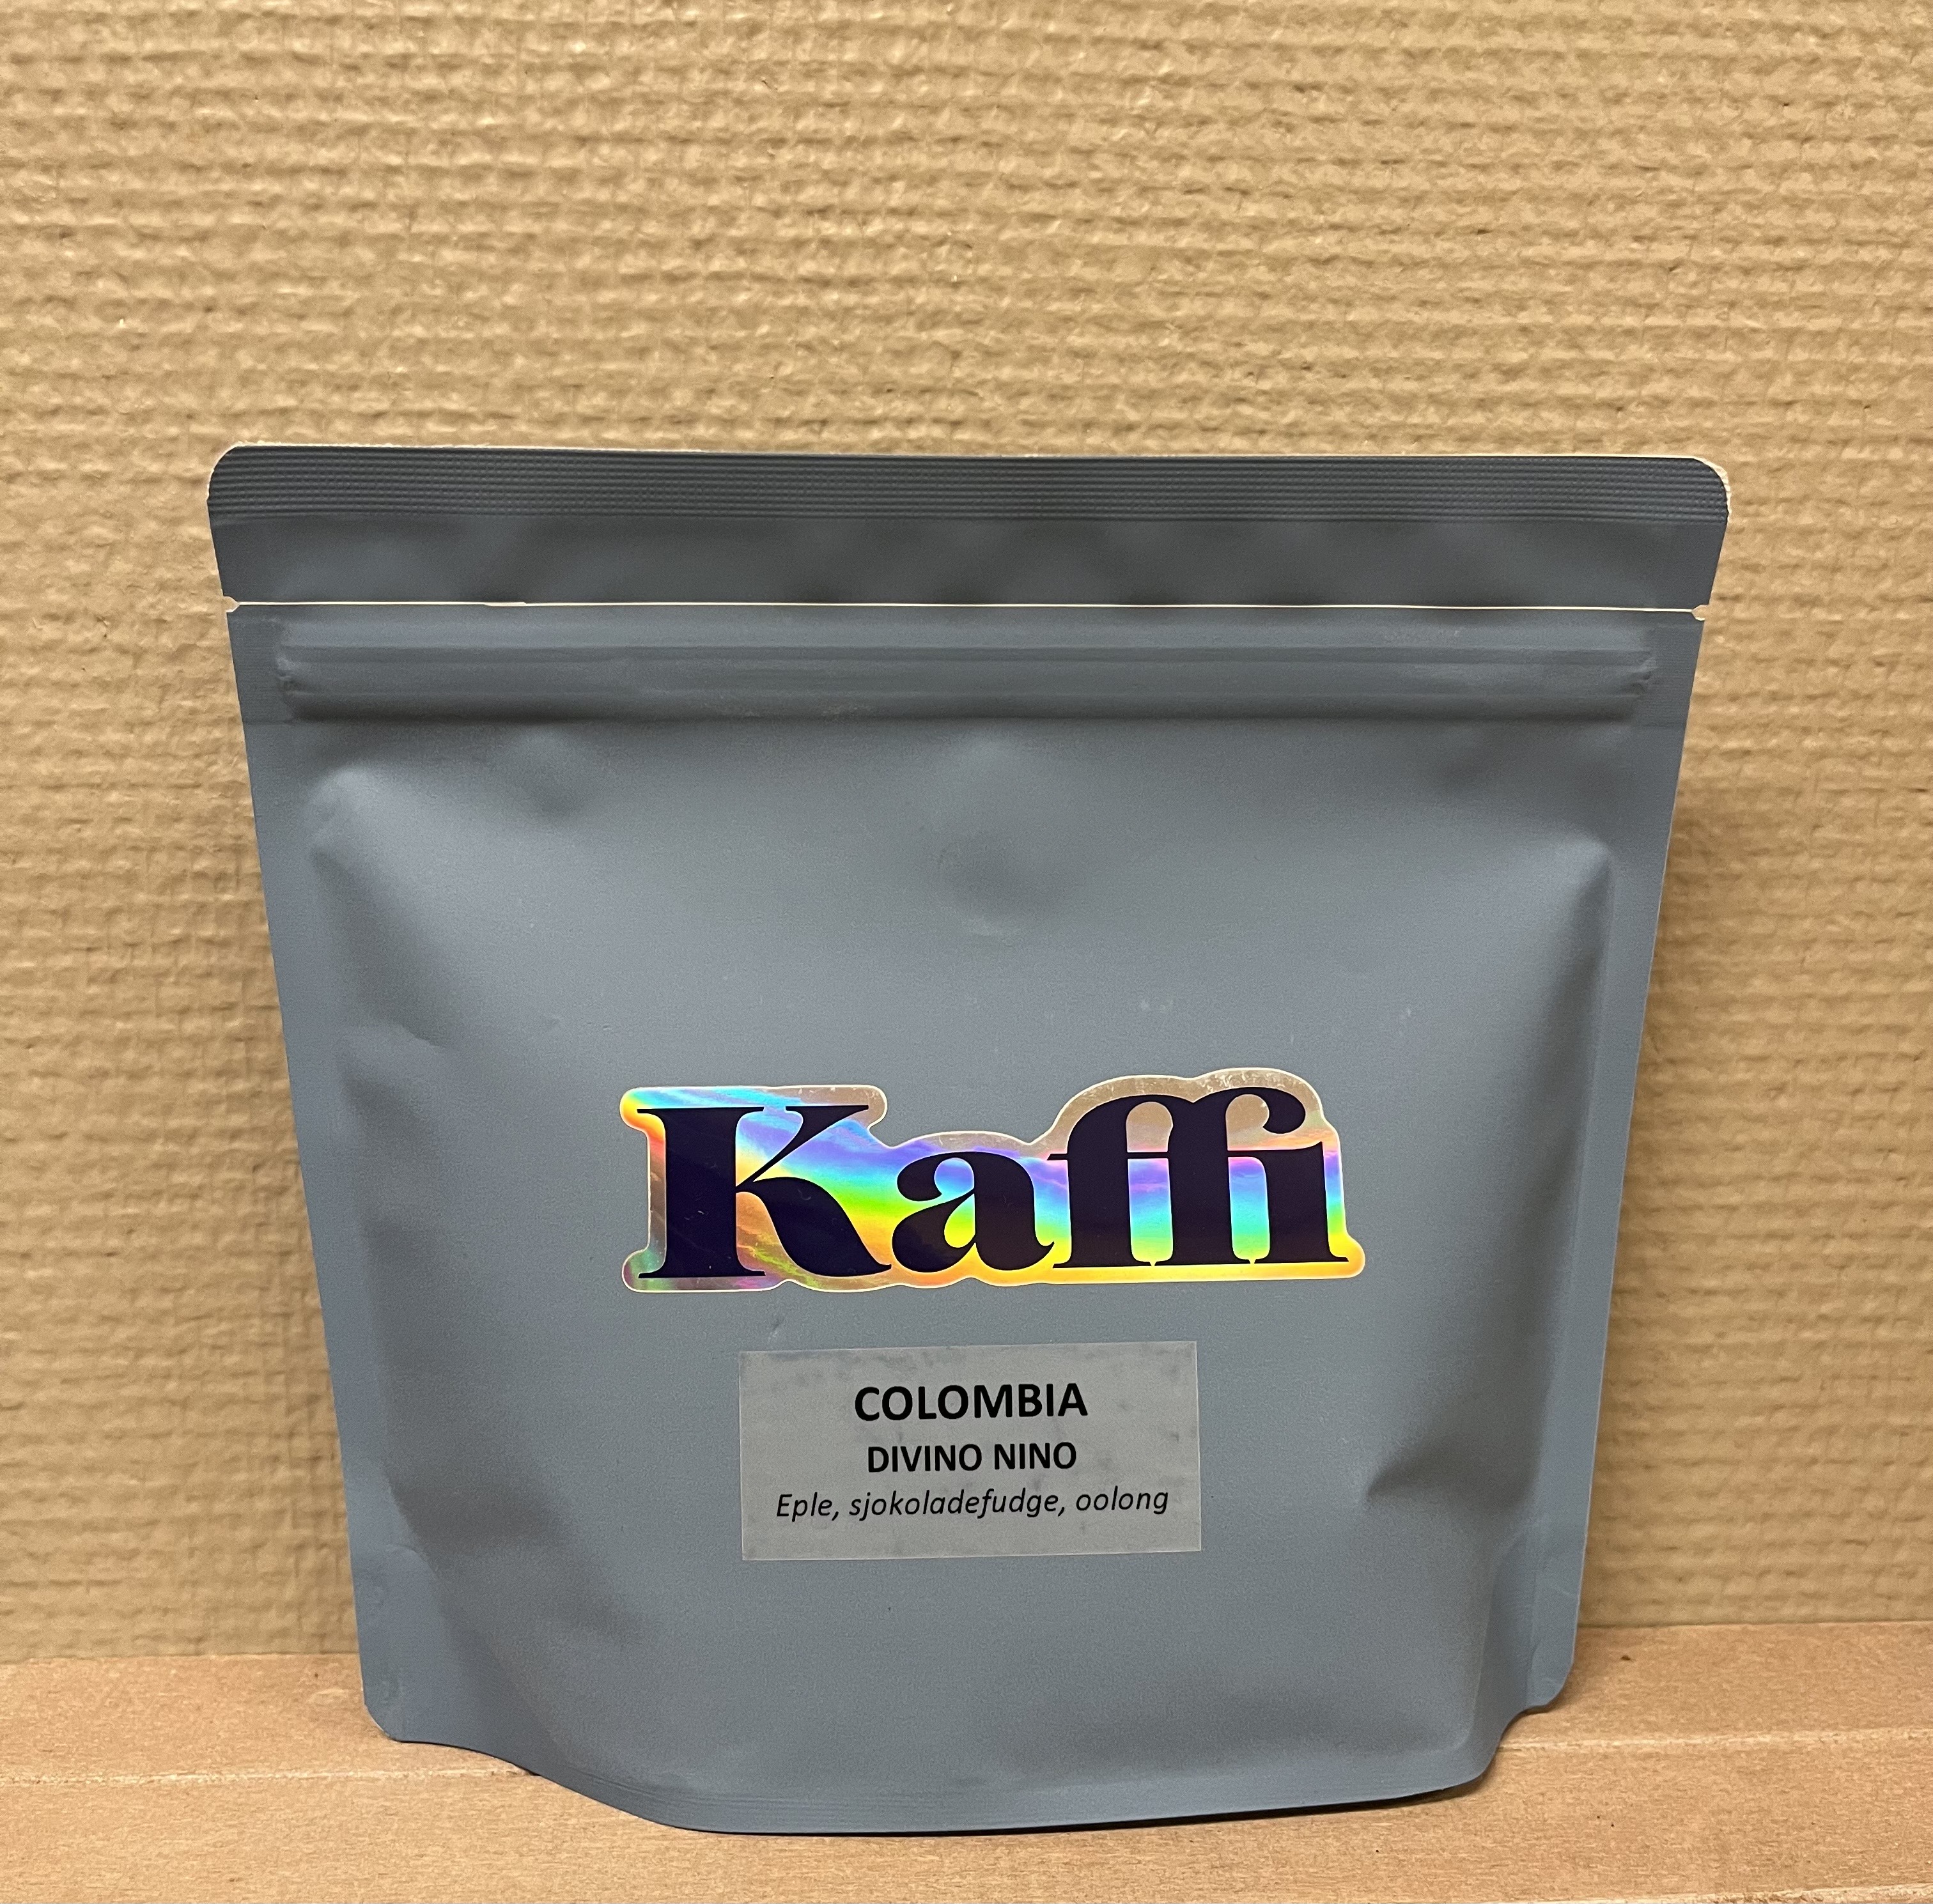 Kaffi
COLOMBIA
DIVINO NINO
Eple, sjokoladefudge, oolong